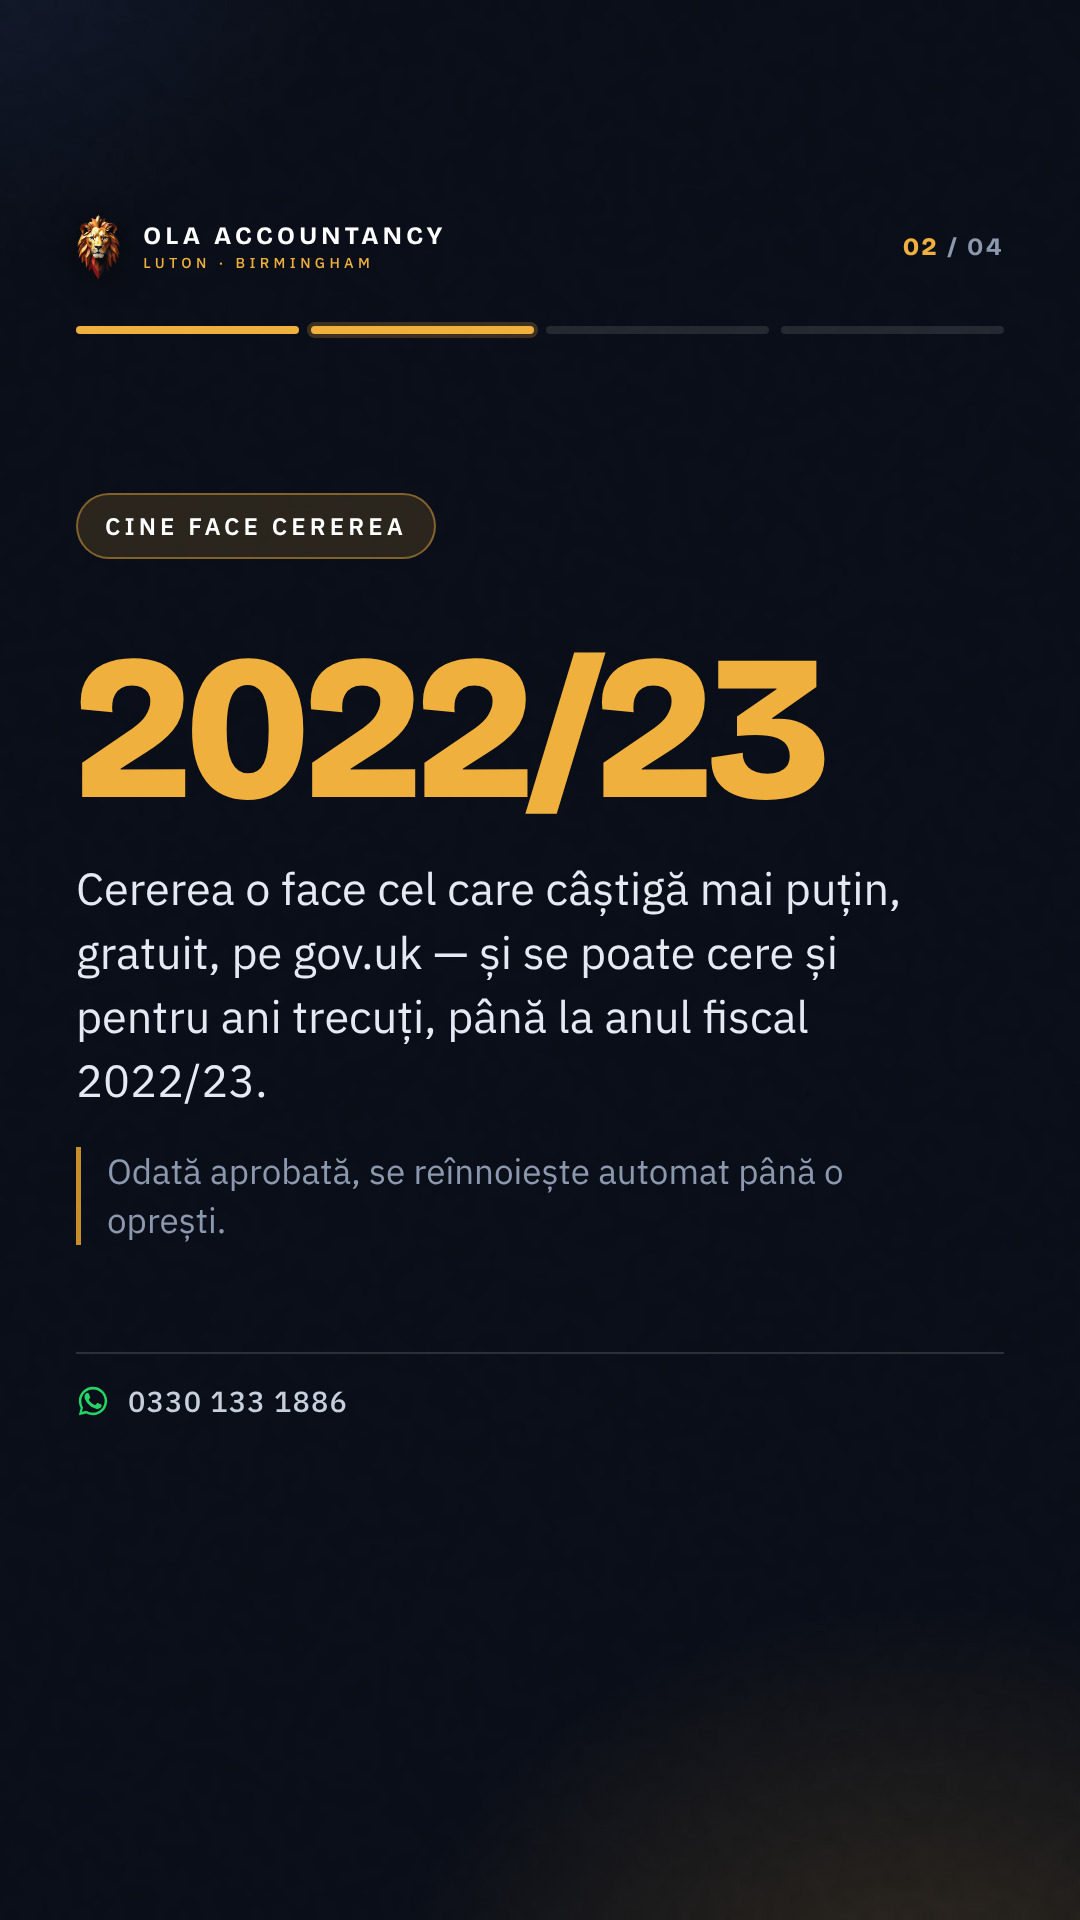 OLA ACCOUNTANCY
LUTON · BIRMINGHAM
02 / 04
CINE FACE CEREREA
2022/23
Cererea o face cel care câștigă mai puțin,
gratuit, pe gov.uk — și se poate cere și
pentru ani trecuți, până la anul fiscal
2022/23.
Odată aprobată, se reînnoiește automat până o
oprești.
0330 133 1886